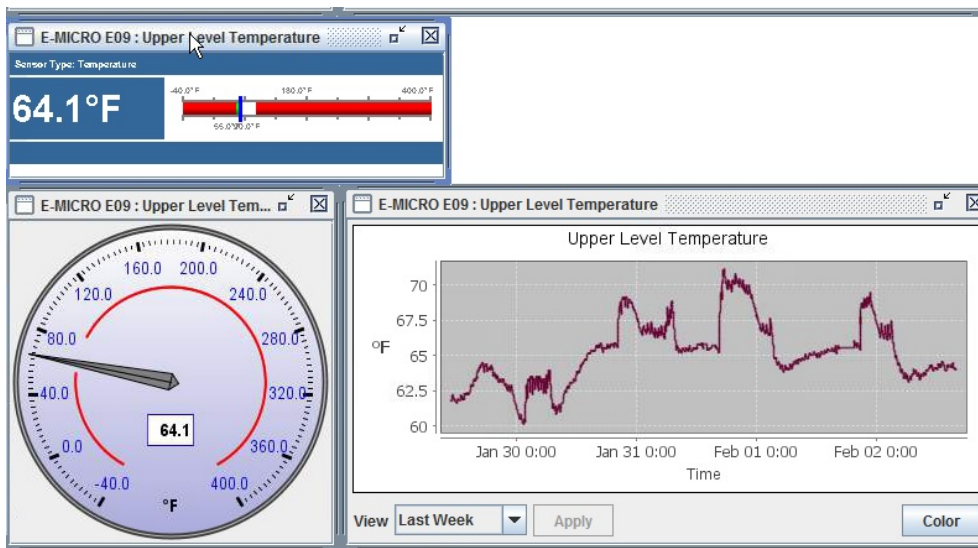 E-MICRO E09 : Upper Level Temperature
Sensor Type: Temperature
64.1°F
-40.0°F 180.0°F 400.0°F
E-MICRO E09 : Upper Level Tem...
160.0 200.0
120.0 240.0
80.0 280.0
40.0 320.0
64.1
0.0 360.0
-40.0 400.0
°F
E-MICRO E09 : Upper Level Temperature
Upper Level Temperature
70
67.5
°F
65
62.5
60
Jan 30 0:00 Jan 31 0:00 Feb 01 0:00 Feb 02 0:00
Time
View Last Week Apply Color